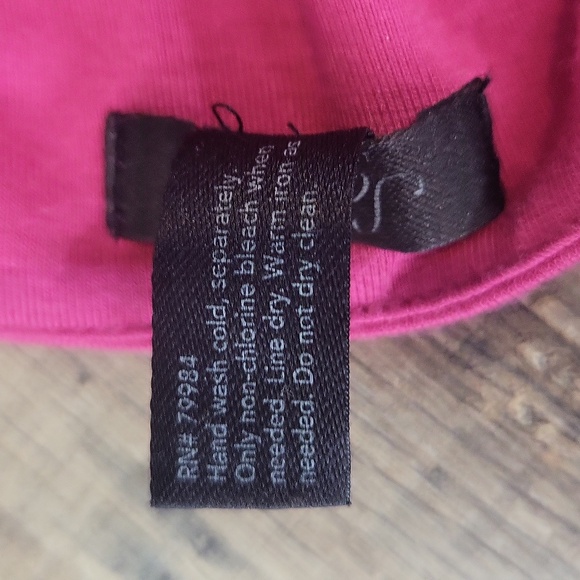 RN# 79984
Hand wash cold, separately.
Only non-chlorine bleach when
needed. Line dry. Warm iron as
needed. Do not dry clean.